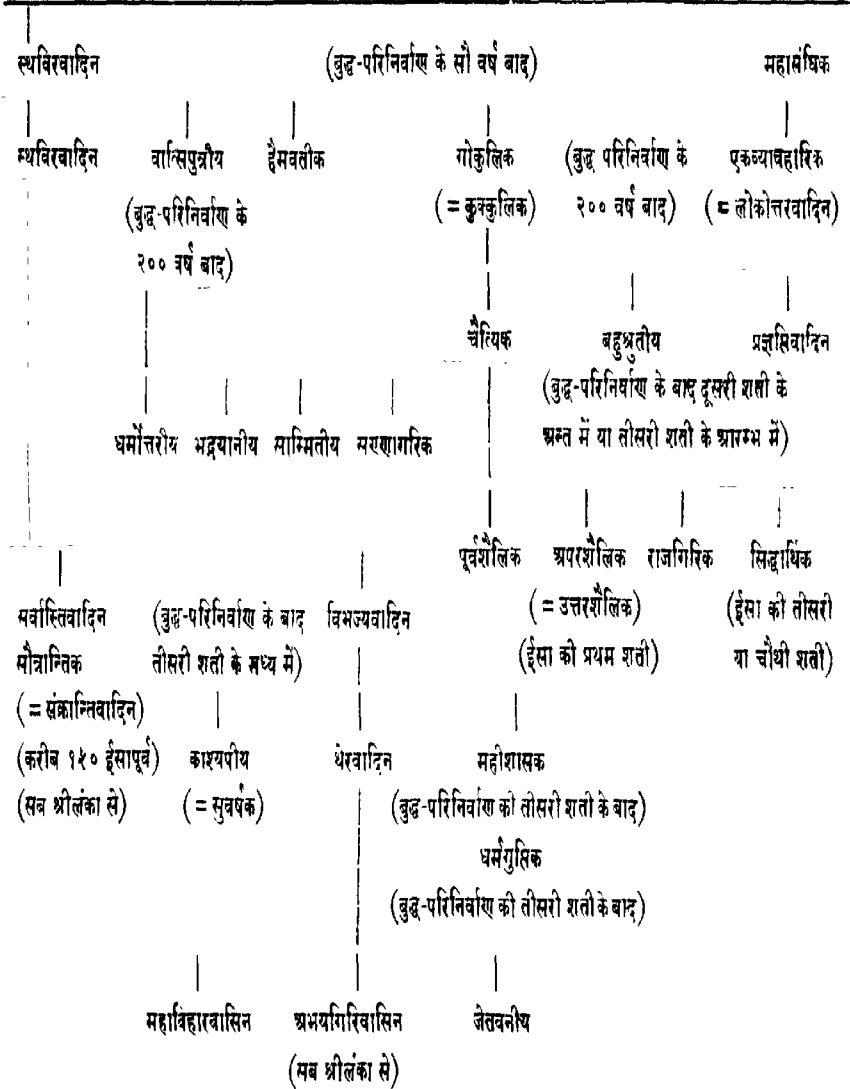 स्थविरवादिन (बुद्ध-परिनिर्वाण के सौ वर्ष बाद) महासंघिक
स्थविरवादिन वात्सिपुत्रीय हैमवतीक गोकुलिक (बुद्ध परिनिर्वाण के एकव्यावहारिक
(बुद्ध-परिनिर्वाण के (= कुक्कुलिक) २०० वर्ष बाद) (= लोकोत्तरवादिन)
२०० वर्ष बाद)
चैत्यिक बहुश्रुतीय प्रज्ञप्तिवादिन
(बुद्ध-परिनिर्वाण के बाद दूसरी शती के
धर्मोत्तरीय भद्रयानीय साम्मितीय सण्णागरिक अन्त में या तीसरी शती के आरम्भ में)
पूर्वशैलिक अपरशैलिक राजगिरिक सिद्धार्थिक
सर्वास्तिवादिन (बुद्ध-परिनिर्वाण के बाद विभज्यवादिन (= उत्तरशैलिक) (ईसा की तीसरी
सौत्रान्तिक तीसरी शती के मध्य में) (ईसा की प्रथम शती) या चौथी शती)
(= संक्रान्तिवादिन)
(करीब १५० ईसापूर्व) काश्यपीय थेरवादिन महीशासक
(सब श्रीलंका से) (= सुवर्षक) (बुद्ध-परिनिर्वाण की तीसरी शती के बाद)
धर्मगुप्तिक
(बुद्ध-परिनिर्वाण की तीसरी शती के बाद)
महाविहारवासिन अभयगिरिवासिन जेतवनीय
(सब श्रीलंका से)